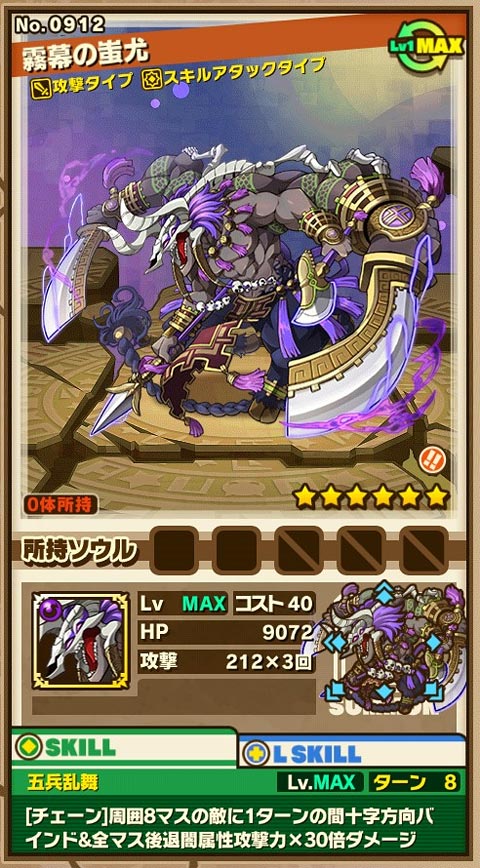 No.0912
Lv1 MAX
霧幕の蚩尤
攻撃タイプ スキルアタックタイプ
!!
0体所持
所持ソウル
Lv MAX コスト40
HP 9072
攻撃 212×3回
SKILL
L SKILL
五兵乱舞 Lv.MAX ターン 8
[チェーン]周囲8マスの敵に1ターンの間十字方向バ
インド&全マス後退闇属性攻撃力×30倍ダメージ